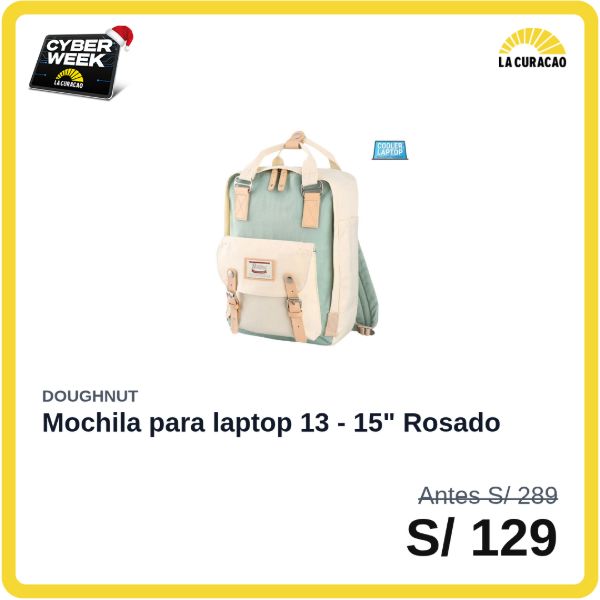 CYBER
WEEK
LA CURACAO
LA CURACAO
COOLER
LAPTOP
DOUGHNUT
Mochila para laptop 13 - 15" Rosado
Antes S/ 289
S/ 129